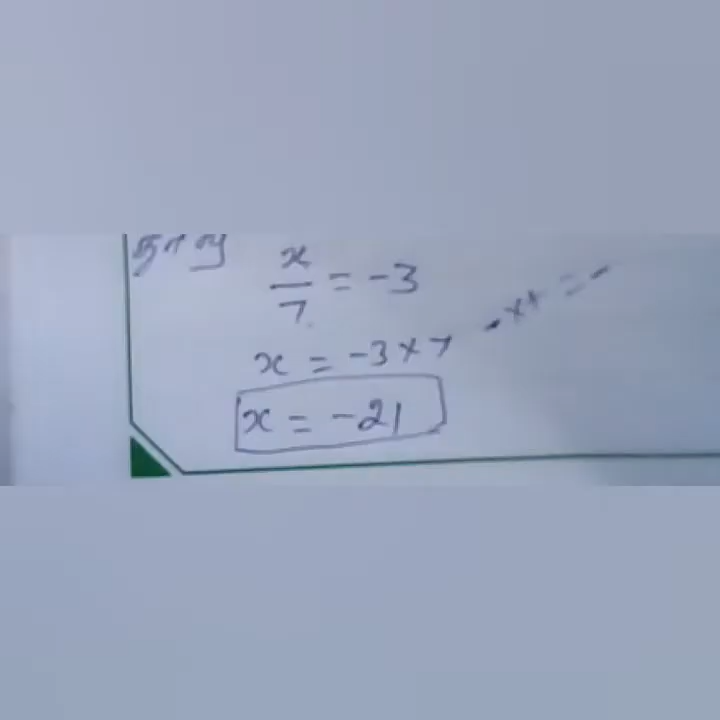 x/7 = -3
x = -3 × 7 - × + = -
x = -21